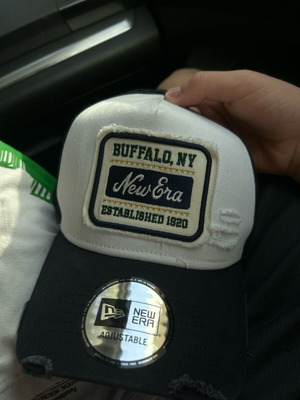 BUFFALO, NY
New Era
ESTABLISHED 1920
NEW
ERA
ADJUSTABLE